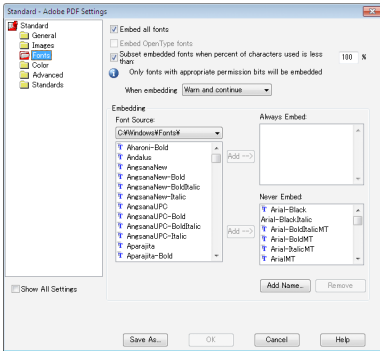 Standard - Adobe PDF Settings
Standard
General
Images
Fonts
Color
Advanced
Standards
Show All Settings
Embed all fonts
Embed OpenType fonts
Subset embedded fonts when percent of characters used is less than:
100 %
Only fonts with appropriate permission bits will be embedded
When embedding Warn and continue
Embedding
Font Source:
C:¥Windows¥Fonts¥
Aharoni-Bold
Andalus
AngsanaNew
AngsanaNew-Bold
AngsanaNew-BoldItalic
AngsanaNew-Italic
AngsanaUPC
AngsanaUPC-Bold
AngsanaUPC-BoldItalic
AngsanaUPC-Italic
Aparajita
Aparajita-Bold
Add -->
Add -->
Always Embed:
Never Embed:
Arial-Black
Arial-BlackItalic
Arial-BoldItalicMT
Arial-BoldMT
Arial-ItalicMT
ArialMT
Add Name...
Remove
Save As...
OK
Cancel
Help